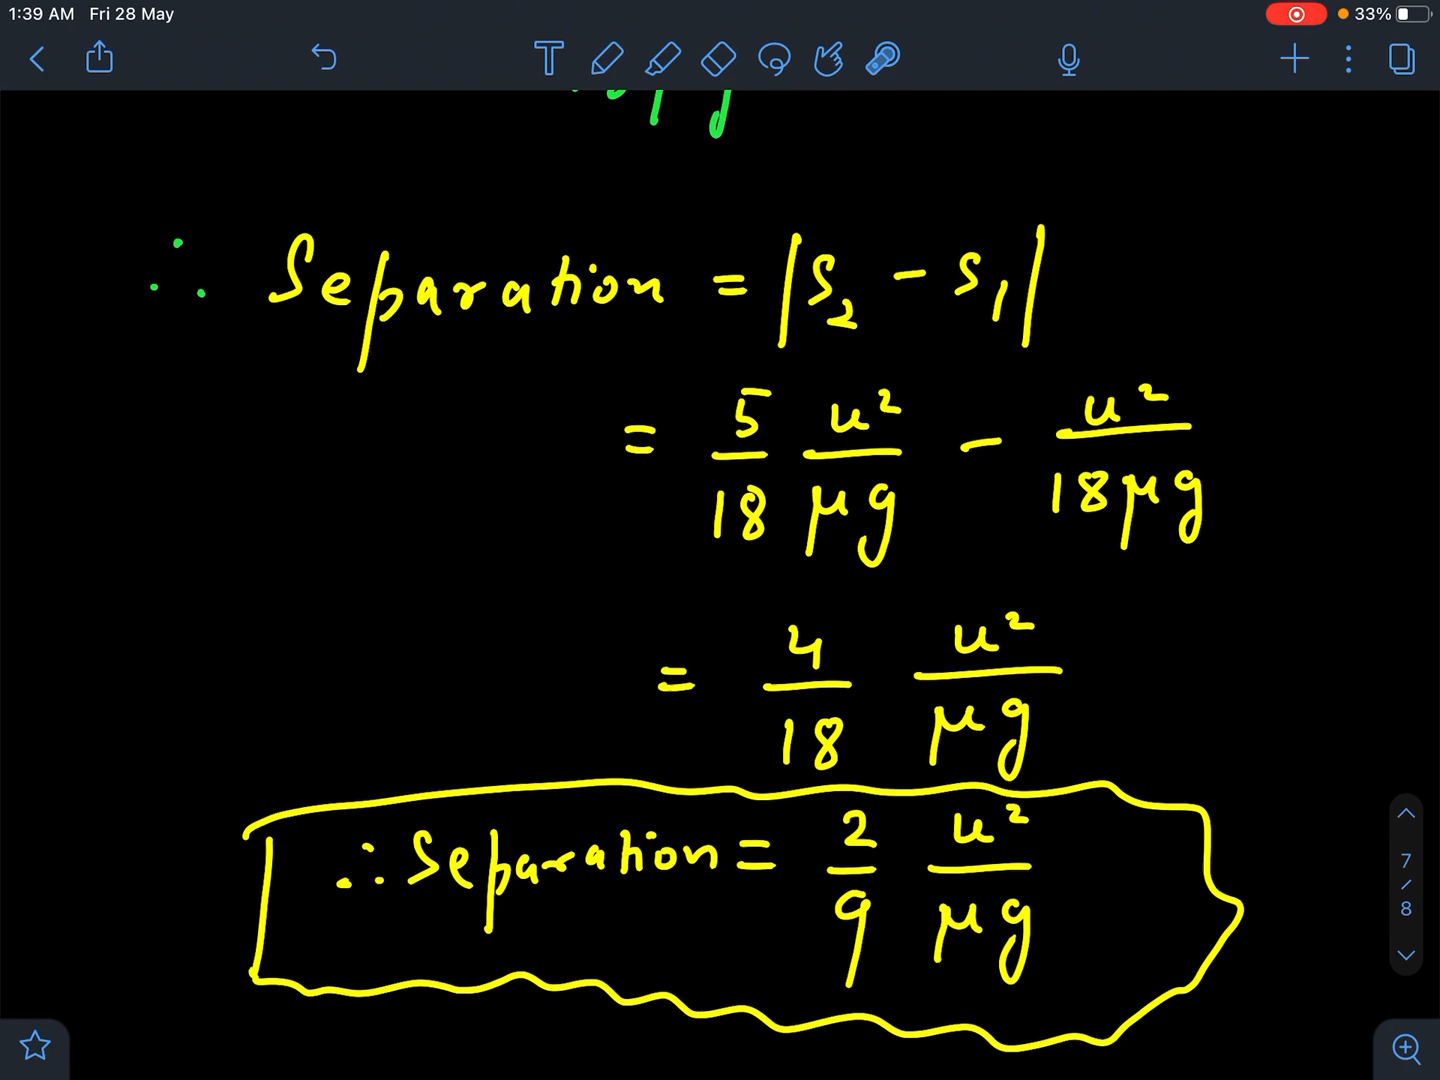 1:39 AM Fri 28 May 33%
∴ Separation = |S₂ - S₁|
= 5/18 u²/μg - u²/18μg
= 4/18 u²/μg
∴ Separation = 2/9 u²/μg
7
/
8